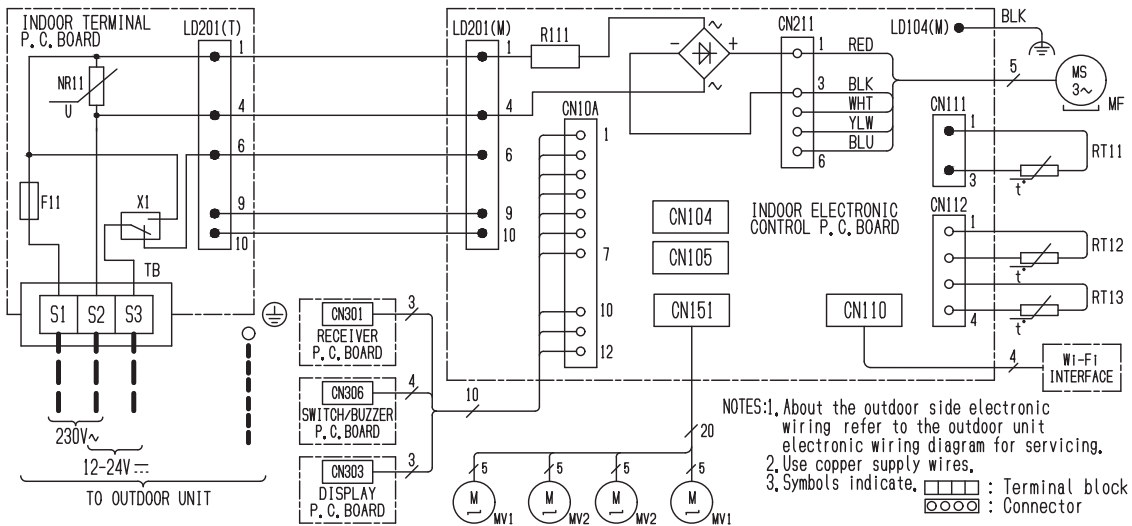 INDOOR TERMINAL
P.C.BOARD
LD201(T)
LD201(M)
R111
CN211
LD104(M)
BLK
1
1
1
RED
5
MS
3~
MF
NR11
U
4
4
CN10A
3
BLK
WHT
YLW
BLU
6
CN111
1
RT11
t°
3
6
6
1
F11
X1
9
9
10
10
7
CN104
CN105
INDOOR ELECTRONIC
CONTROL P.C.BOARD
CN112
1
RT12
t°
RT13
t°
4
TB
S1
S2
S3
CN301
3
RECEIVER
P.C.BOARD
10
12
CN151
CN110
4
Wi-Fi
INTERFACE
CN306
4
SWITCH/BUZZER
P.C.BOARD
10
20
230V~
12-24V⎓
TO OUTDOOR UNIT
CN303
3
DISPLAY
P.C.BOARD
5
5
5
5
M
MV1
M
MV2
M
MV2
M
MV1
NOTES:1.About the outdoor side electronic
wiring refer to the outdoor unit
electronic wiring diagram for servicing.
2.Use copper supply wires.
3.Symbols indicate.
: Terminal block
: Connector